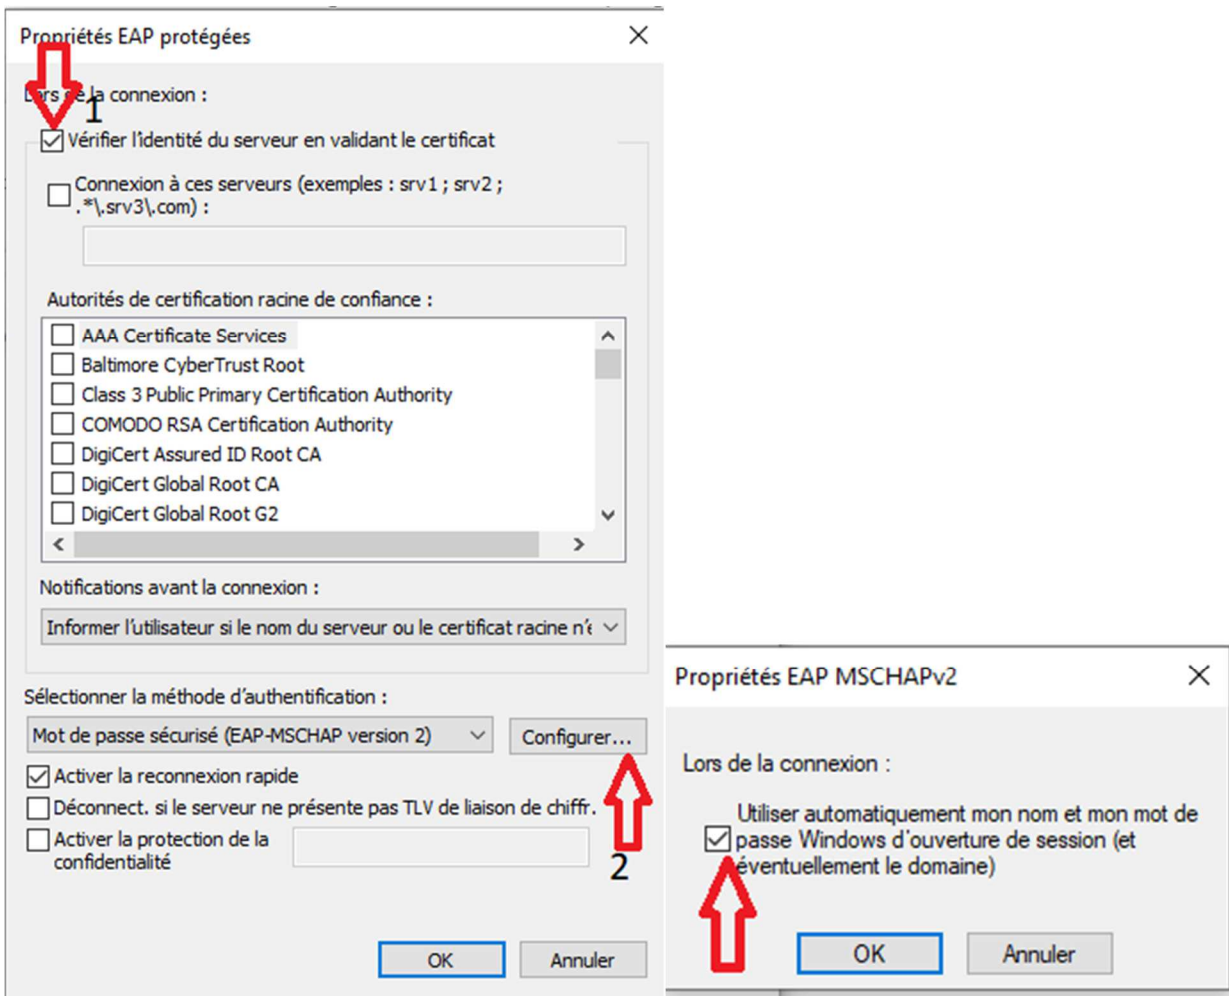 Propriétés EAP protégées
Lors de la connexion :
1
Vérifier l'identité du serveur en validant le certificat
Connexion à ces serveurs (exemples : srv1 ; srv2 ;
.*\.srv3\.com) :
Autorités de certification racine de confiance :
AAA Certificate Services
Baltimore CyberTrust Root
Class 3 Public Primary Certification Authority
COMODO RSA Certification Authority
DigiCert Assured ID Root CA
DigiCert Global Root CA
DigiCert Global Root G2
Notifications avant la connexion :
Informer l'utilisateur si le nom du serveur ou le certificat racine n'é
Sélectionner la méthode d'authentification :
Mot de passe sécurisé (EAP-MSCHAP version 2)
Configurer...
Activer la reconnexion rapide
Déconnect. si le serveur ne présente pas TLV de liaison de chiffr.
Activer la protection de la
confidentialité
2
OK
Annuler
Propriétés EAP MSCHAPv2
Lors de la connexion :
Utiliser automatiquement mon nom et mon mot de
passe Windows d'ouverture de session (et
éventuellement le domaine)
OK
Annuler